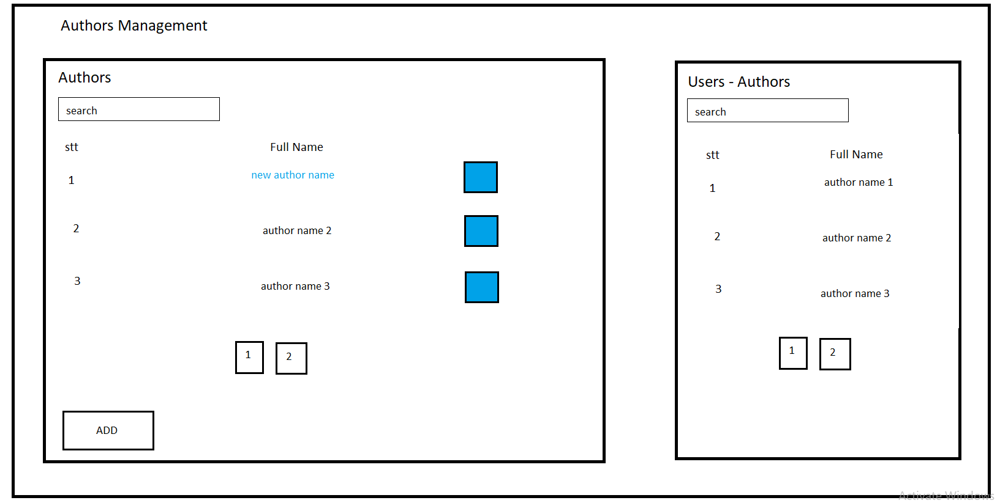 Authors Management
Authors
search
stt Full Name
1 new author name
2 author name 2
3 author name 3
1 2
ADD
Users - Authors
search
stt Full Name
1 author name 1
2 author name 2
3 author name 3
1 2
Activate Windows